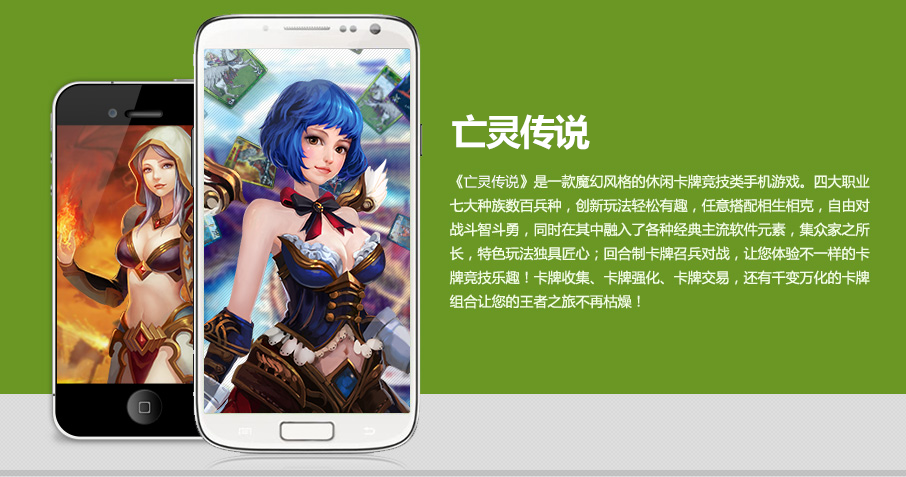 亡灵传说
《亡灵传说》是一款魔幻风格的休闲卡牌竞技类手机游戏。四大职业
七大种族数百兵种，创新玩法轻松有趣，任意搭配相生相克，自由对
战斗智斗勇，同时在其中融入了各种经典主流软件元素，集众家之所
长，特色玩法独具匠心；回合制卡牌召兵对战，让您体验不一样的卡
牌竞技乐趣！卡牌收集、卡牌强化、卡牌交易，还有千变万化的卡牌
组合让您的王者之旅不再枯燥！